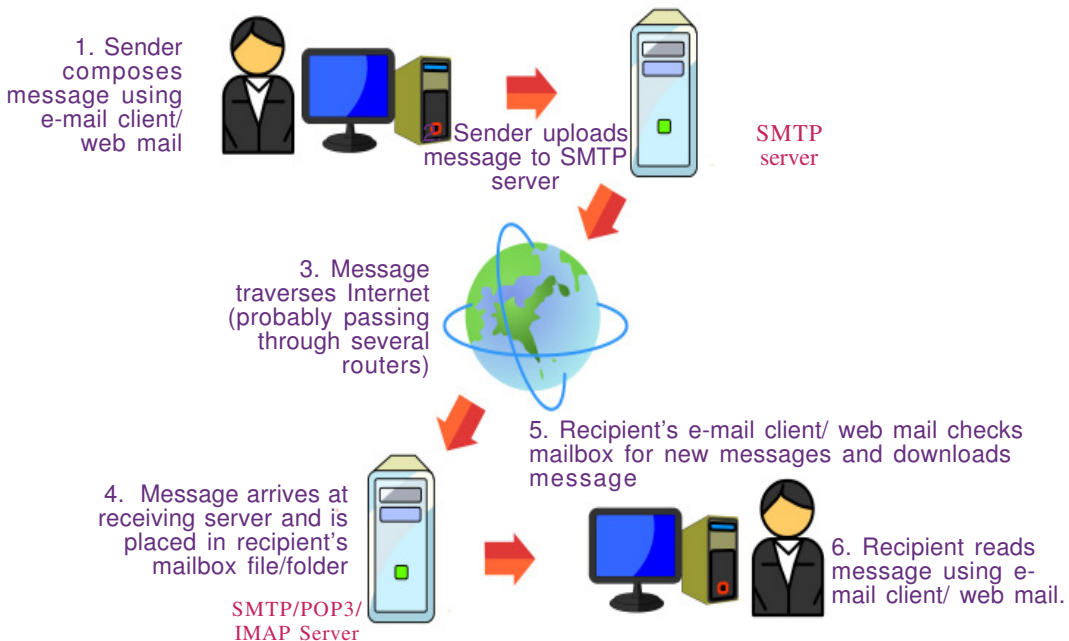 1. Sender
composes
message using
e-mail client/
web mail
2. Sender uploads
message to SMTP
server
SMTP
server
3. Message
traverses Internet
(probably passing
through several
routers)
4. Message arrives at
receiving server and is
placed in recipient's
mailbox file/folder
SMTP/POP3/
IMAP Server
5. Recipient's e-mail client/ web mail checks
mailbox for new messages and downloads
message
6. Recipient reads
message using e-
mail client/ web mail.